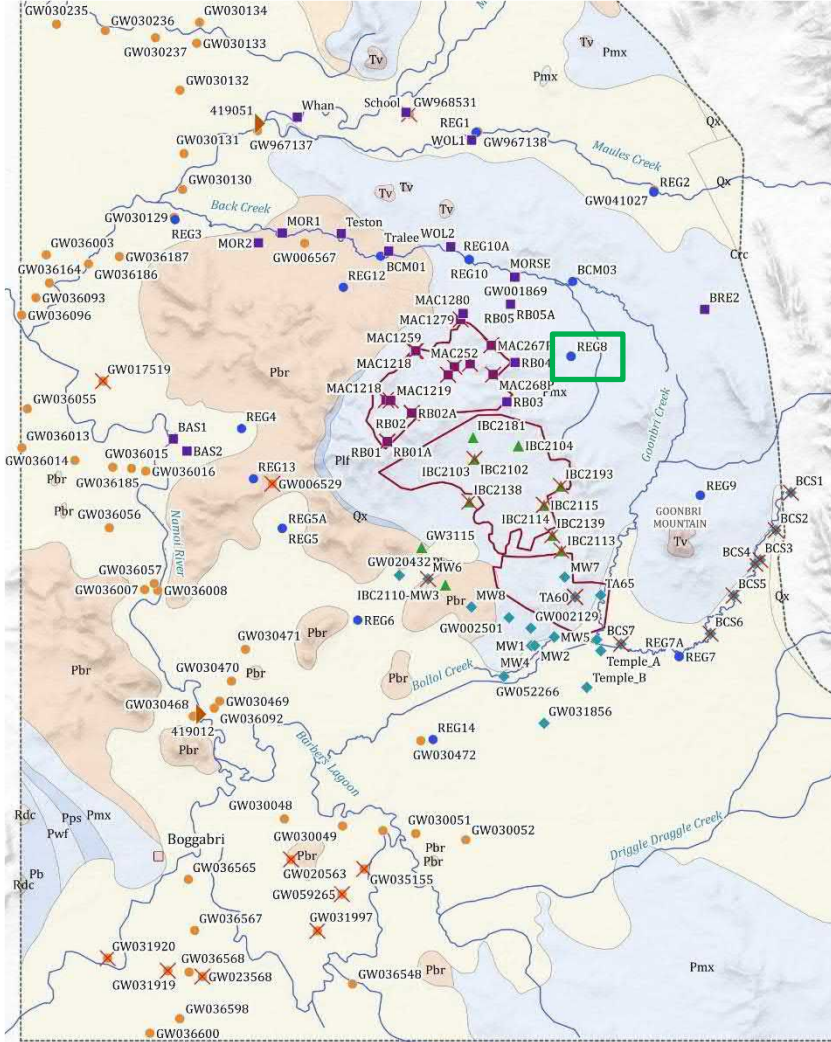 GW030134
GW030235
GW030236
GW030237
GW030133
Tv
Tv
Pmx
Pmx
GW030132
419051
Whan
School
GW968531
REG1
WOL1
GW967138
GW967137
Qx
GW030131
Maules Creek
GW030130
REG2
Qx
GW041027
Tv
Tv
Tv
Back Creek
GW030129
REG3
MOR1
Teston
WOL2
MOR2
Tralee
REG10A
GW036003
GW036187
GW006567
BCM01
REG10
Crc
GW036164
GW036186
REG12
MORSE
BCM03
GW036093
GW001869
GW036096
MAC1280
RB05
RB05A
BRE2
MAC1279
MAC1259
MAC267P
REG8
Pbr
MAC1218
MAC252
RB04
GW017519
MAC1218
MAC1219
MAC268P
Pmx
GW036055
RB02A
RB03
RB02
BAS1
REG4
IBC2181
Goonbri Creek
GW036013
BAS2
RB01
RB01A
IBC2104
GW036014
GW036015
Plf
IBC2103
IBC2102
GW036016
REG13
IBC2193
Pbr
GW036185
GW006529
IBC2138
REG9
BCS1
Pbr
IBC2115
GW036056
REG5A
Qx
IBC2114
GOONBRI
MOUNTAIN
BCS2
REG5
IBC2139
Tv
Namoi River
GW3115
IBC2113
BCS4
BCS3
GW020432
MW6
MW7
GW036057
TA65
BCS5
Qx
GW036007
GW036008
IBC2110-MW3
Pbr
MW8
TA60
REG6
GW002129
GW030471
Pbr
GW002501
BCS7
BCS6
MW5
REG7A
MW1
MW2
Temple_A
REG7
GW030470
Pbr
Pbr
Bollol Creek
MW4
Temple_B
GW030469
GW052266
GW030468
GW036092
GW031856
419012
REG14
Pbr
GW030472
Barbers Lagoon
Rdc
Pps
Pmx
Pwf
GW030048
Boggabri
GW030049
GW030051
GW030052
Driggle Draggle Creek
Pbr
Pbr
Pbr
Pb
GW036565
GW020563
GW035155
Rdc
GW059265
GW036567
GW031997
GW031920
GW036568
GW031919
GW023568
GW036548
Pbr
Pmx
GW036598
GW036600